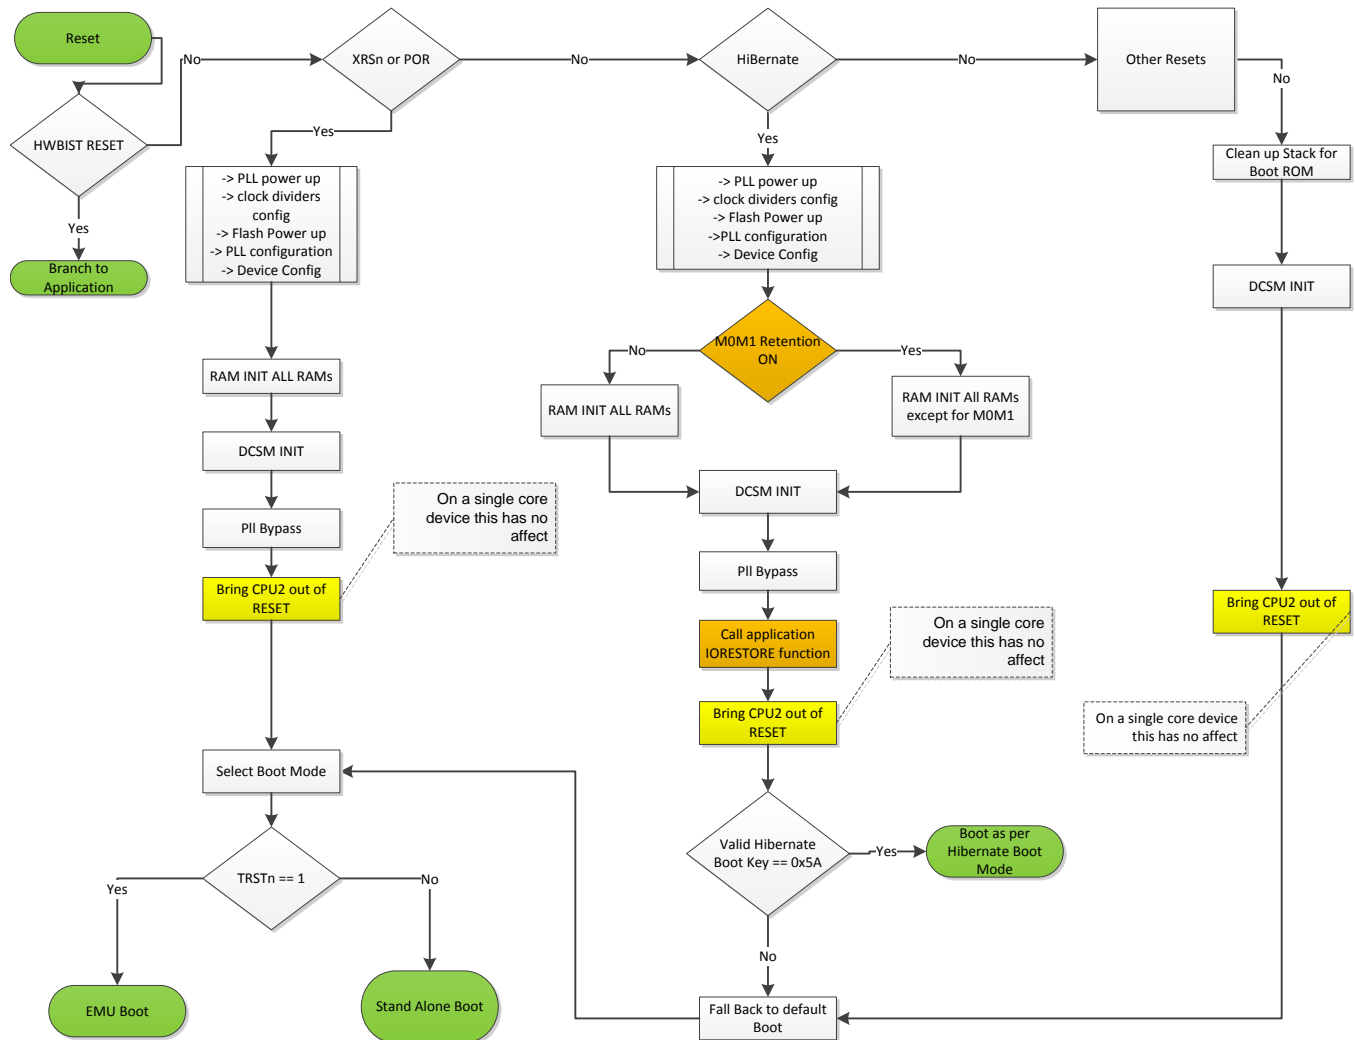 Reset
HWBIST RESET
No
Yes
Branch to
Application
XRSn or POR
No
Yes
-> PLL power up
-> clock dividers
config
-> Flash Power up
-> PLL configuration
-> Device Config
RAM INIT ALL RAMs
DCSM INIT
Pll Bypass
Bring CPU2 out of
RESET
On a single core
device this has no
affect
Select Boot Mode
TRSTn == 1
Yes
No
EMU Boot
Stand Alone Boot
HiBernate
No
Yes
-> PLL power up
-> clock dividers config
-> Flash Power up
->PLL configuration
-> Device Config
M0M1 Retention
ON
No
Yes
RAM INIT ALL RAMs
RAM INIT All RAMs
except for M0M1
DCSM INIT
Pll Bypass
Call application
IORESTORE function
Bring CPU2 out of
RESET
On a single core
device this has no
affect
Valid Hibernate
Boot Key == 0x5A
Yes
Boot as per
Hibernate Boot
Mode
No
Fall Back to default
Boot
Other Resets
No
Clean up Stack for
Boot ROM
DCSM INIT
Bring CPU2 out of
RESET
On a single core device
this has no affect